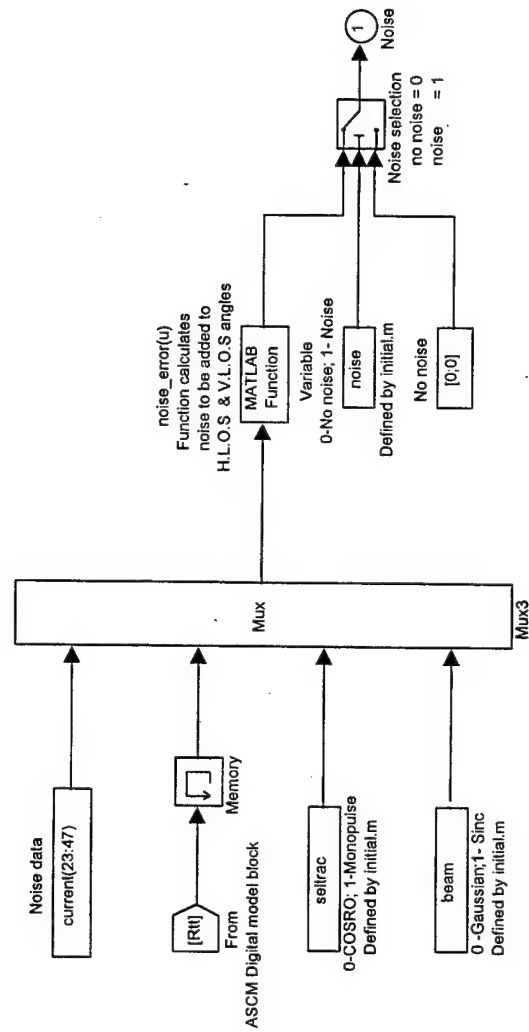 Noise data
current(23:47)
[Rtt]
From
ASCM Digital model block
Memory
seltrac
0-COSRO; 1-Monopulse
Defined by initial.m
beam
0 -Gaussian;1- Sinc
Defined by initial.m
Mux
Mux3
noise_error(u)
Function calculates
noise to be added to
H.L.O.S & V.L.O.S angles
MATLAB
Function
Variable
0-No noise; 1- Noise
noise
Defined by initial.m
No noise
[0;0]
Noise selection
no noise = 0
noise = 1
1
Noise